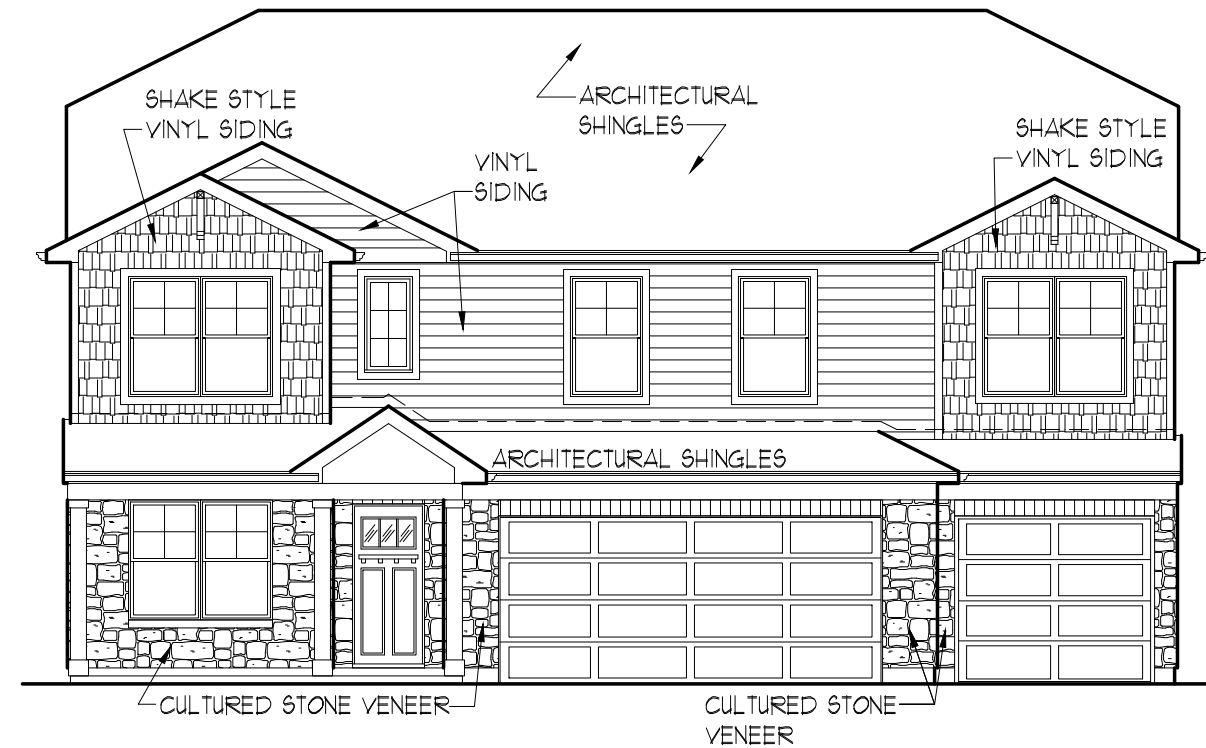 ARCHITECTURAL
SHINGLES
SHAKE STYLE
VINYL SIDING
SHAKE STYLE
VINYL SIDING
VINYL
SIDING
ARCHITECTURAL SHINGLES
CULTURED STONE VENEER
CULTURED STONE
VENEER